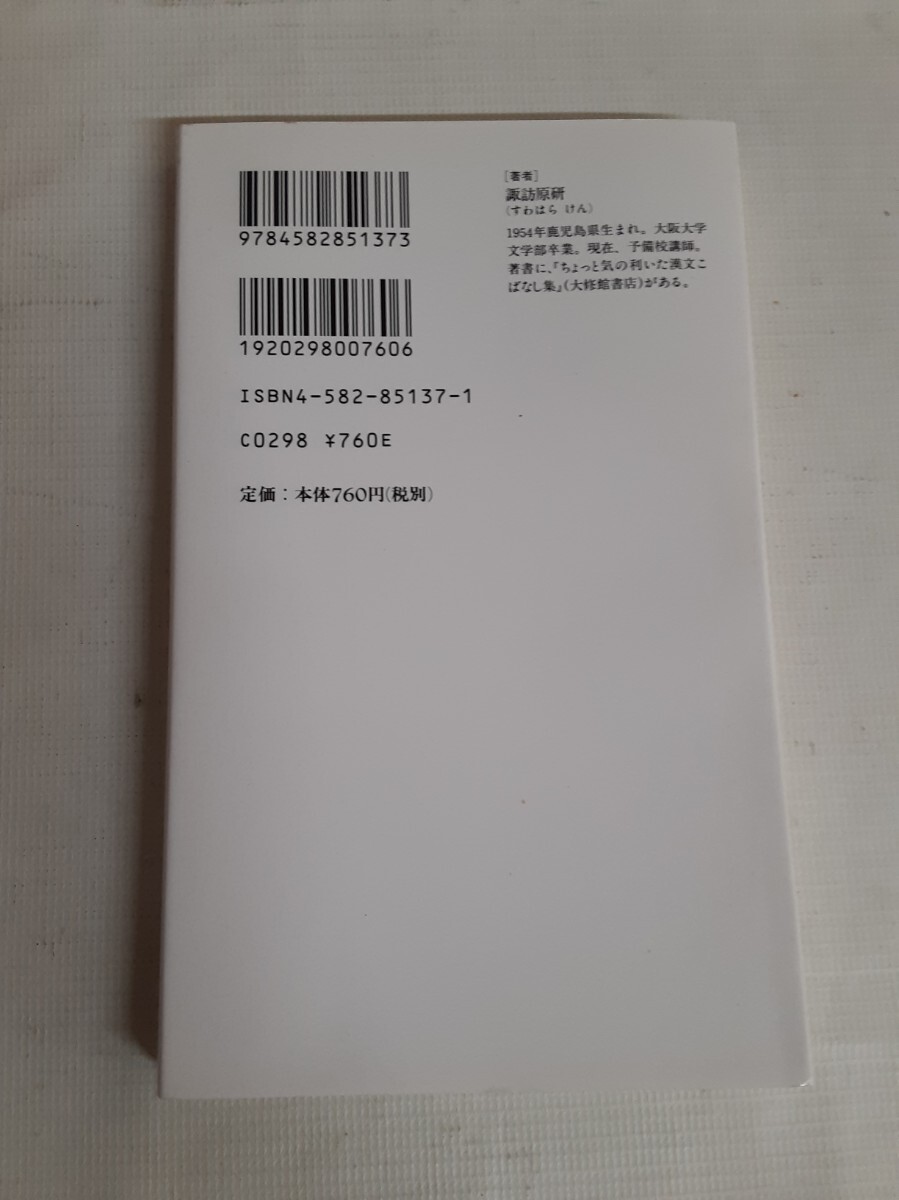 9784582851373
1920298007606
ISBN4-582-85137-1
C0298 ¥760E
定価：本体760円(税別)
[著者]
諏訪原研
(すわはら けん)
1954年鹿児島県生まれ。大阪大学
文学部卒業。現在、予備校講師。
著書に、『ちょっと気の利いた漢文こ
ばなし集』(大修館書店)がある。